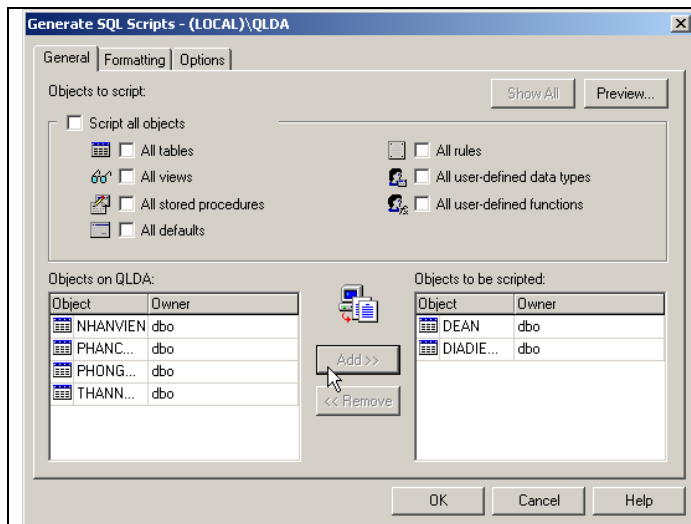 Generate SQL Scripts - (LOCAL)\QLDA
General Formatting Options
Objects to script:
Show All Preview...
Script all objects
All tables All rules
All views All user-defined data types
All stored procedures All user-defined functions
All defaults
Objects on QLDA: Objects to be scripted:
Object Owner Object Owner
NHANVIEN dbo DEAN dbo
PHANC... dbo DIADIE... dbo
PHONG... dbo Add >>
THANN... dbo
<< Remove
OK Cancel Help